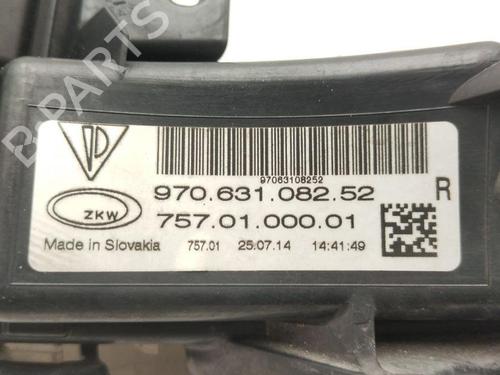 B-PARTS
PD
97063108252
970.631.082.52
R
ZKW
757.01.000.01
Made in Slovakia 757.01 25.07.14 14:41:49